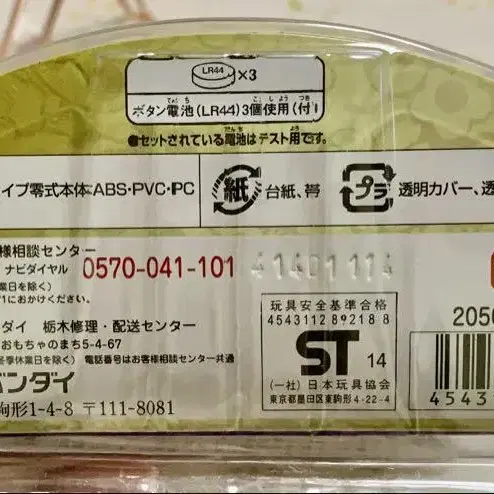 LR44 ×3
ボタン電池(LR44)3個使用(付)
●セットされている電池はテスト用です。
イプ零式本体:ABS・PVC・PC
紙 台紙、帯
プラ 透明カバー、透明
様相談センター
ナビダイヤル 0570-041-101
業日を除く)
1におかけください。
ダイ 栃木修理・配送センター
おもちゃのまち5-4-67
冬季休業日を除く) 電話番号はお客様相談センター共通
バンダイ
駒形1-4-8 〒111-8081
41401114
玩具安全基準合格
4543112892188
ST 14
(一社)日本玩具協会
東京都墨田区東駒形4-22-4
2050
4543